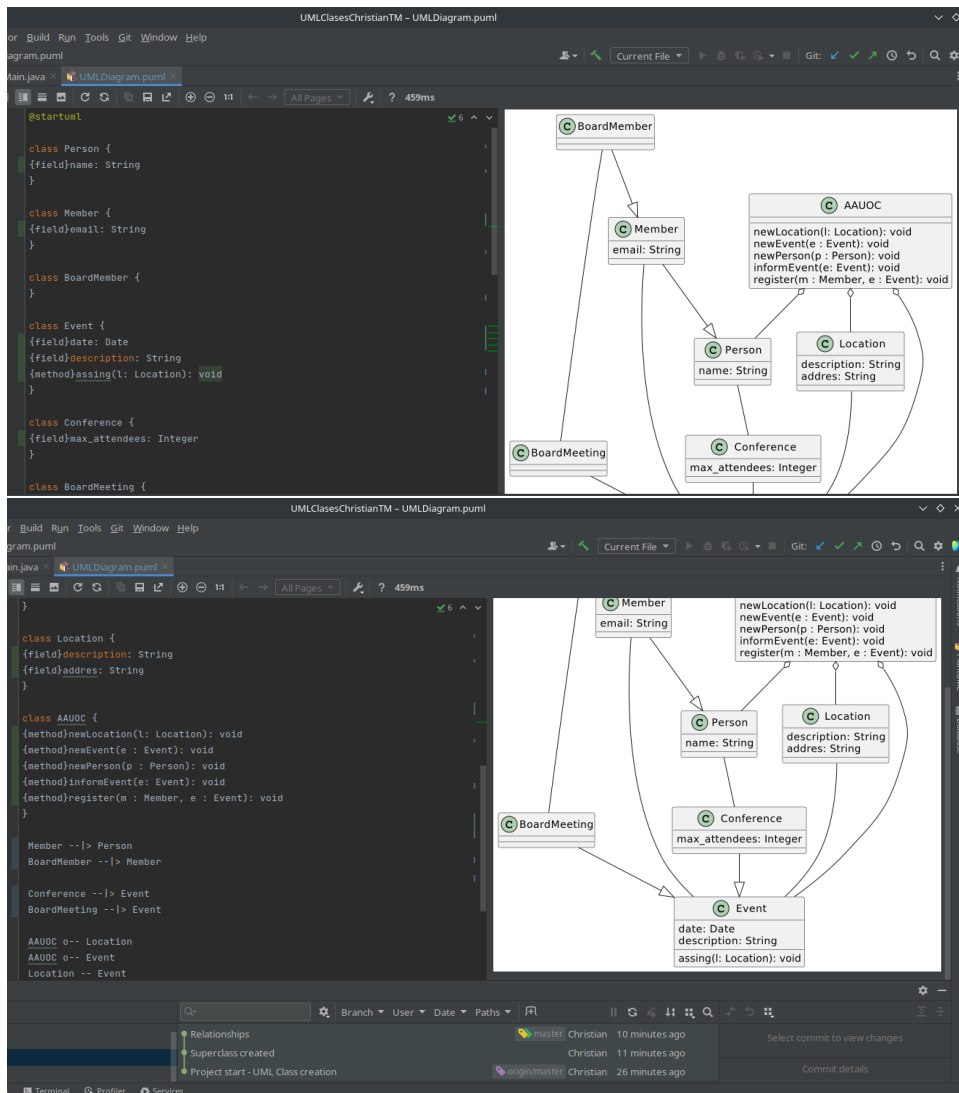 UMLClasesChristianTM – UMLDiagram.puml
or Build Run Tools Git Window Help
agram.puml
Current File
Git:
Main.java
UMLDiagram.puml
1:1
All Pages
? 459ms
@startuml
6
class Person {
{field}name: String
}
class Member {
{field}email: String
}
class BoardMember {
}
class Event {
{field}date: Date
{field}description: String
{method}assing(l: Location): void
}
class Conference {
{field}max_attendees: Integer
}
class BoardMeeting {
C BoardMember
C Member
email: String
C AAUOC
newLocation(l: Location): void
newEvent(e : Event): void
newPerson(p : Person): void
informEvent(e: Event): void
register(m : Member, e : Event): void
C Person
name: String
C Location
description: String
addres: String
C BoardMeeting
C Conference
max_attendees: Integer
UMLClasesChristianTM – UMLDiagram.puml
r Build Run Tools Git Window Help
gram.puml
Current File
Git:
ain.java
UMLDiagram.puml
1:1
All Pages
? 459ms
}
6
class Location {
{field}description: String
{field}addres: String
}
class AAUOC {
{method}newLocation(l: Location): void
{method}newEvent(e : Event): void
{method}newPerson(p : Person): void
{method}informEvent(e: Event): void
{method}register(m : Member, e : Event): void
}
Member --|> Person
BoardMember --|> Member
Conference --|> Event
BoardMeeting --|> Event
AAUOC o-- Location
AAUOC o-- Event
Location -- Event
C Member
email: String
newLocation(l: Location): void
newEvent(e : Event): void
newPerson(p : Person): void
informEvent(e: Event): void
register(m : Member, e : Event): void
C Person
name: String
C Location
description: String
addres: String
C BoardMeeting
C Conference
max_attendees: Integer
C Event
date: Date
description: String
assing(l: Location): void
Branch User Date Paths
Relationships master Christian 10 minutes ago
Superclass created Christian 11 minutes ago
Project start - UML Class creation origin/master Christian 26 minutes ago
Select commit to view changes
Commit details
Terminal Profiler Services